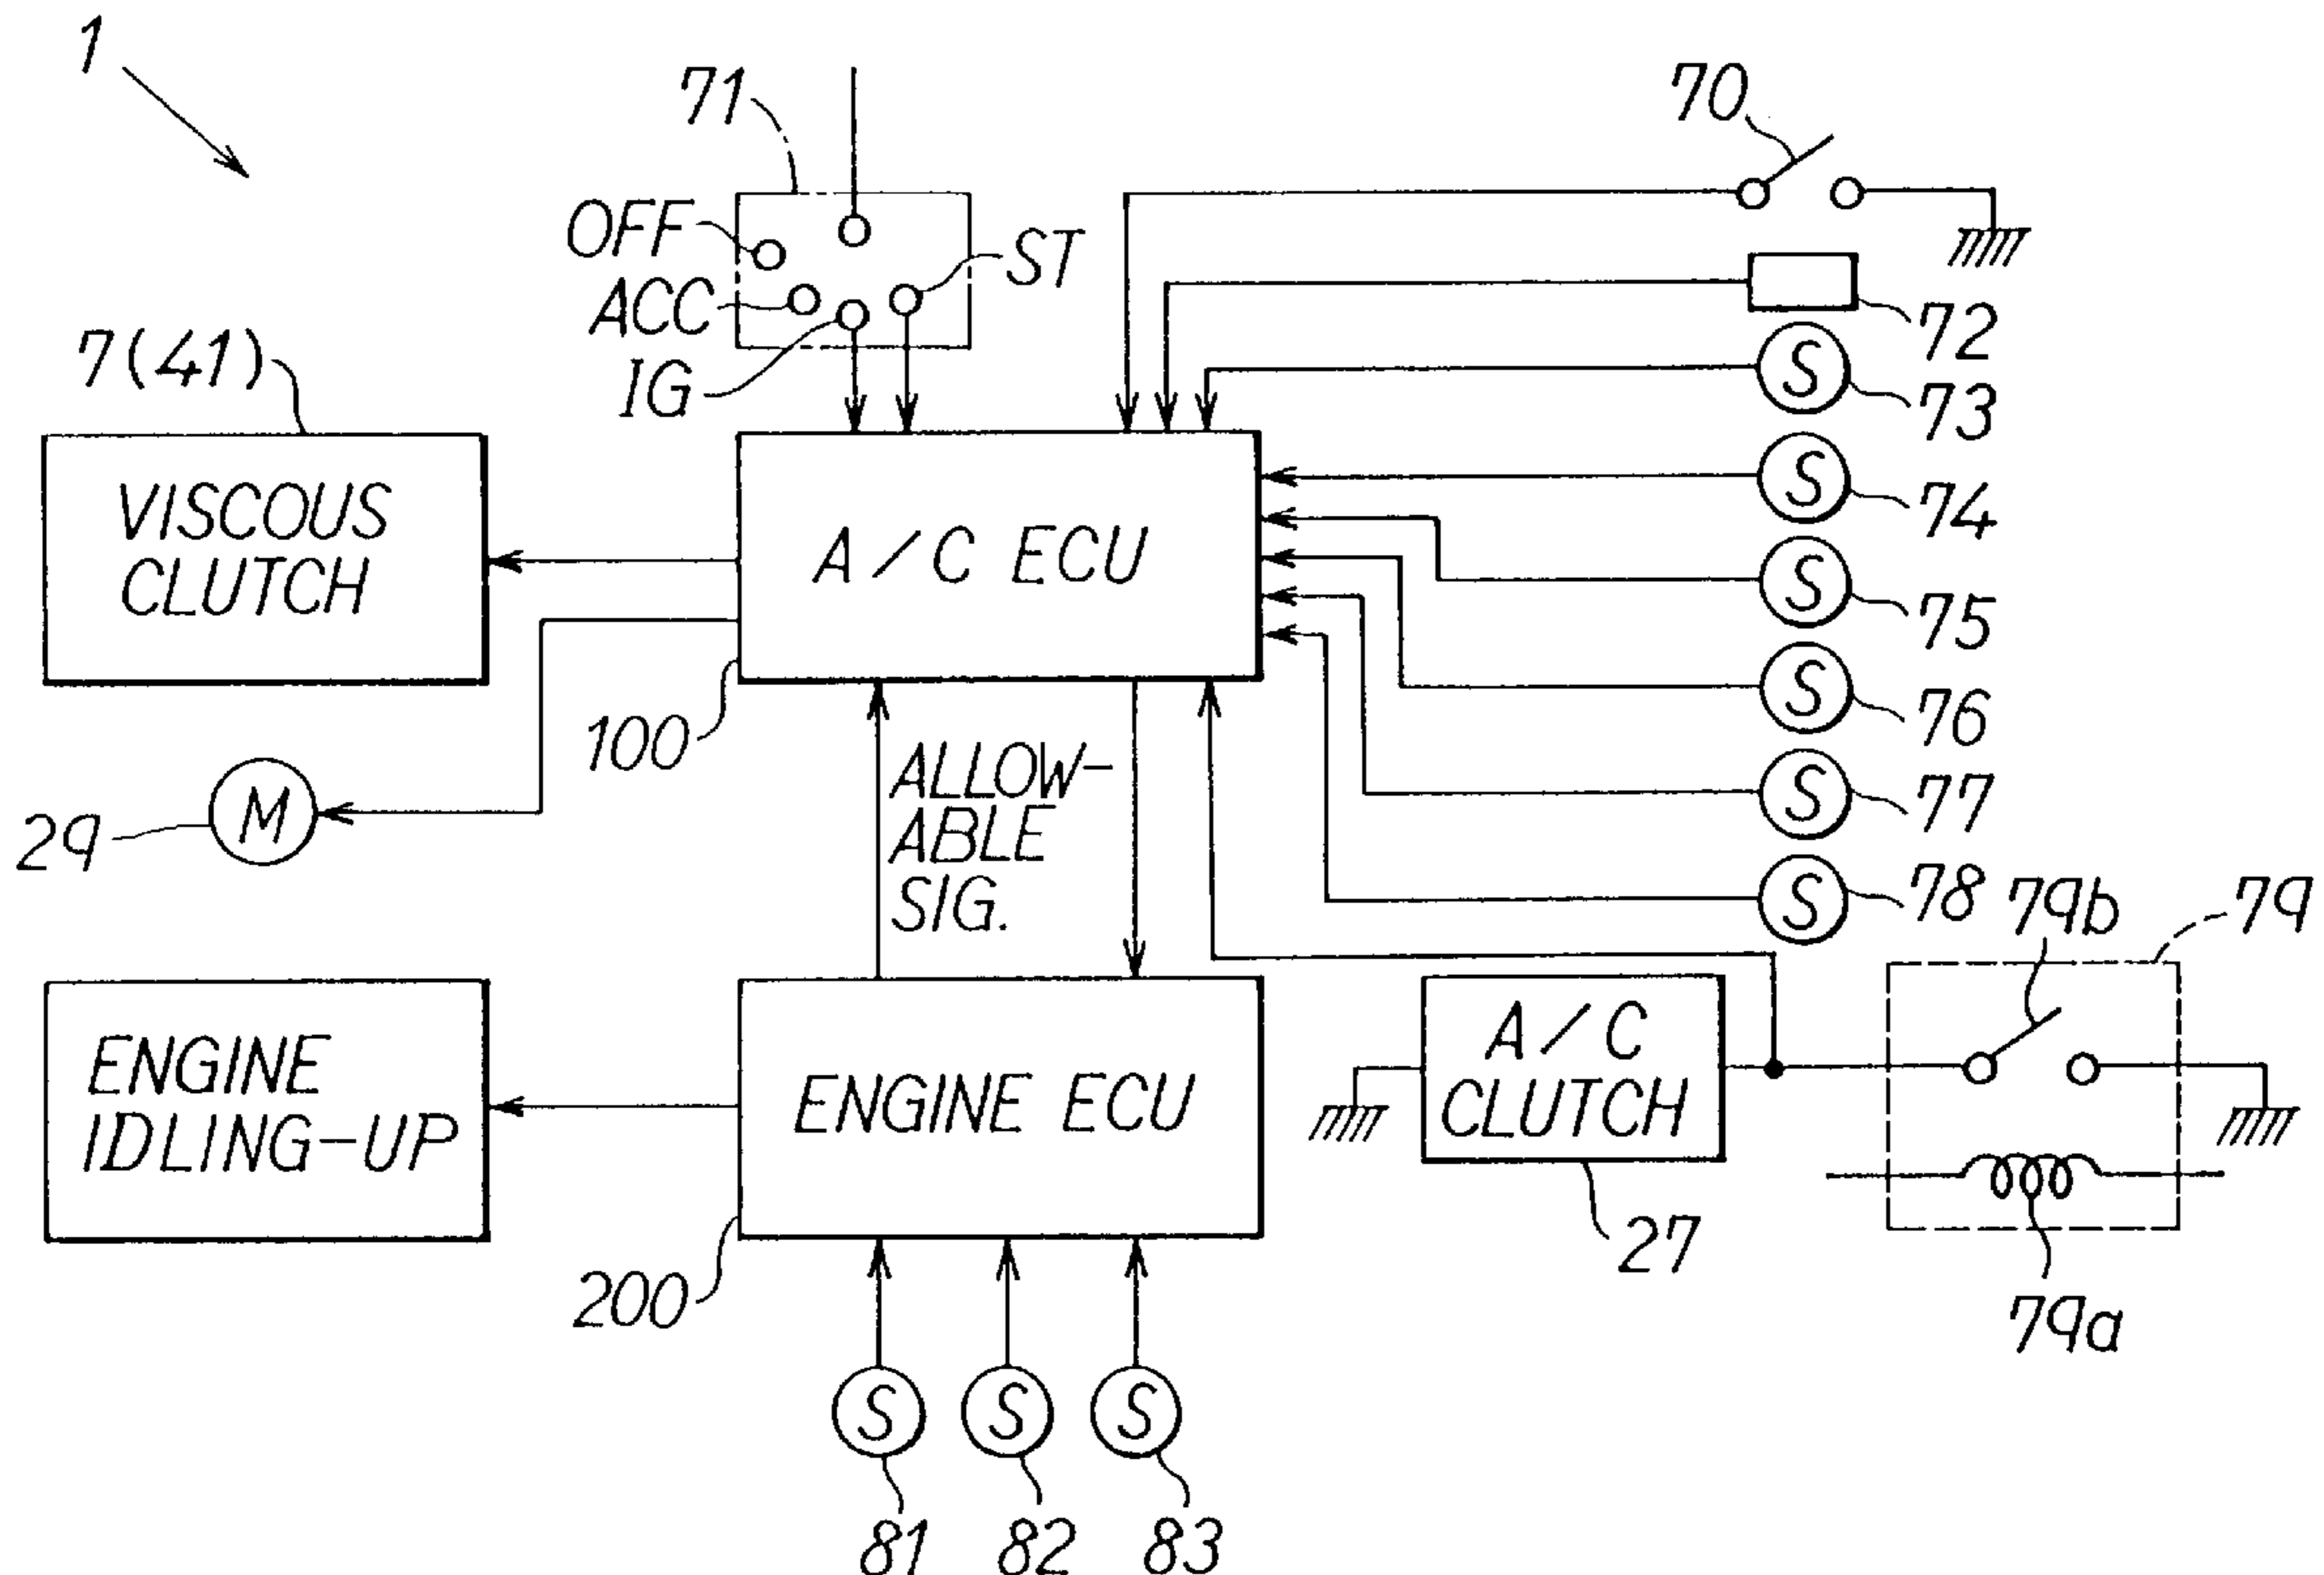 1
71
70
OFF
ST
ACC
IG
72
7(41)
73
VISCOUS
CLUTCH
A/C ECU
S
S
S
S
S
S
74
75
76
77
78
100
ALLOW-
ABLE
SIG.
M
29
79b
79
ENGINE
IDLING-UP
ENGINE ECU
A/C
CLUTCH
200
27
79a
S
S
S
81
82
83